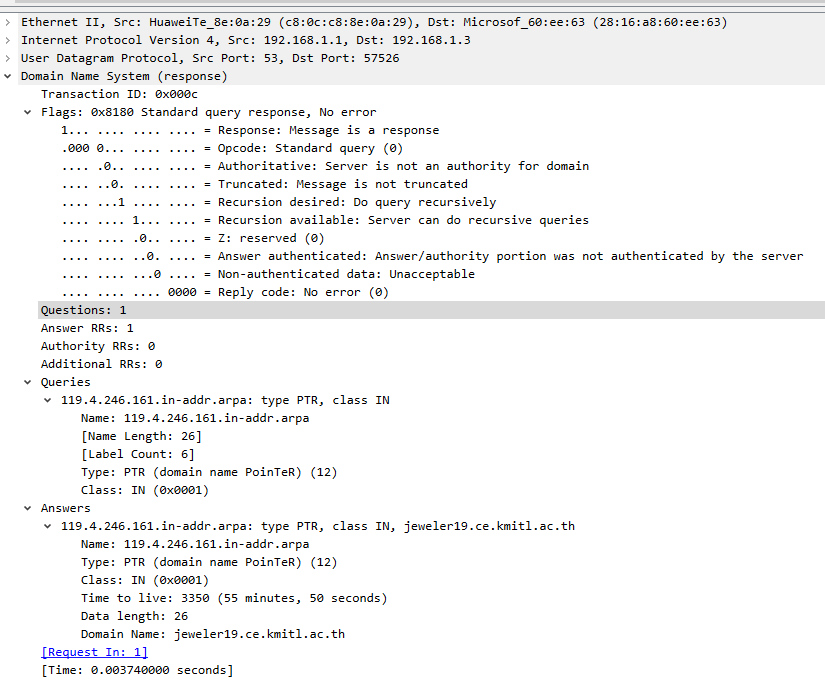 Ethernet II, Src: HuaweiTe_8e:0a:29 (c8:0c:c8:8e:0a:29), Dst: Microsof_60:ee:63 (28:16:a8:60:ee:63)
Internet Protocol Version 4, Src: 192.168.1.1, Dst: 192.168.1.3
User Datagram Protocol, Src Port: 53, Dst Port: 57526
Domain Name System (response)
Transaction ID: 0x000c
Flags: 0x8180 Standard query response, No error
1... .... .... .... = Response: Message is a response
.000 0... .... .... = Opcode: Standard query (0)
.... .0.. .... .... = Authoritative: Server is not an authority for domain
.... ..0. .... .... = Truncated: Message is not truncated
.... ...1 .... .... = Recursion desired: Do query recursively
.... .... 1... .... = Recursion available: Server can do recursive queries
.... .... .0.. .... = Z: reserved (0)
.... .... ..0. .... = Answer authenticated: Answer/authority portion was not authenticated by the server
.... .... ...0 .... = Non-authenticated data: Unacceptable
.... .... .... 0000 = Reply code: No error (0)
Questions: 1
Answer RRs: 1
Authority RRs: 0
Additional RRs: 0
Queries
119.4.246.161.in-addr.arpa: type PTR, class IN
Name: 119.4.246.161.in-addr.arpa
[Name Length: 26]
[Label Count: 6]
Type: PTR (domain name PoinTeR) (12)
Class: IN (0x0001)
Answers
119.4.246.161.in-addr.arpa: type PTR, class IN, jeweler19.ce.kmitl.ac.th
Name: 119.4.246.161.in-addr.arpa
Type: PTR (domain name PoinTeR) (12)
Class: IN (0x0001)
Time to live: 3350 (55 minutes, 50 seconds)
Data length: 26
Domain Name: jeweler19.ce.kmitl.ac.th
[Request In: 1]
[Time: 0.003740000 seconds]